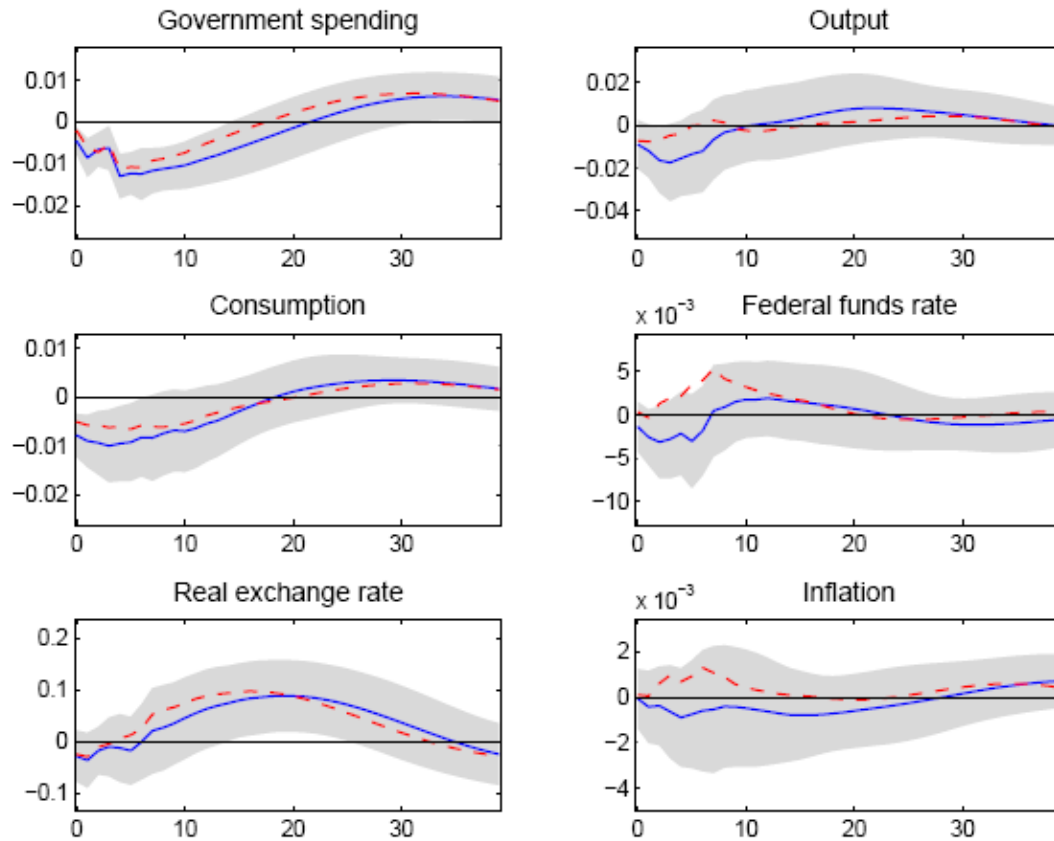 Government spending
0.01
0
−0.01
−0.02
0 10 20 30
Output
0.02
0
−0.02
−0.04
0 10 20 30
Consumption
0.01
0
−0.01
−0.02
0 10 20 30
x 10⁻³ Federal funds rate
5
0
−5
−10
0 10 20 30
Real exchange rate
0.2
0.1
0
−0.1
0 10 20 30
x 10⁻³ Inflation
2
0
−2
−4
0 10 20 30